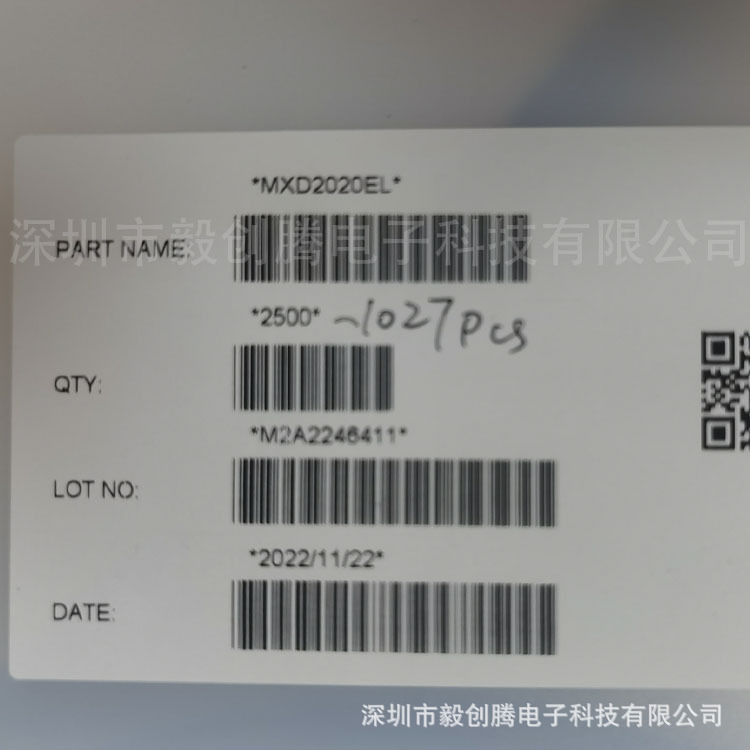 *MXD2020EL*
深圳市毅创腾电子科技有限公司
PART NAME:
*2500* -1027pcs
QTY:
*M2A2246411*
LOT NO:
*2022/11/22*
DATE:
深圳市毅创腾电子科技有限公司